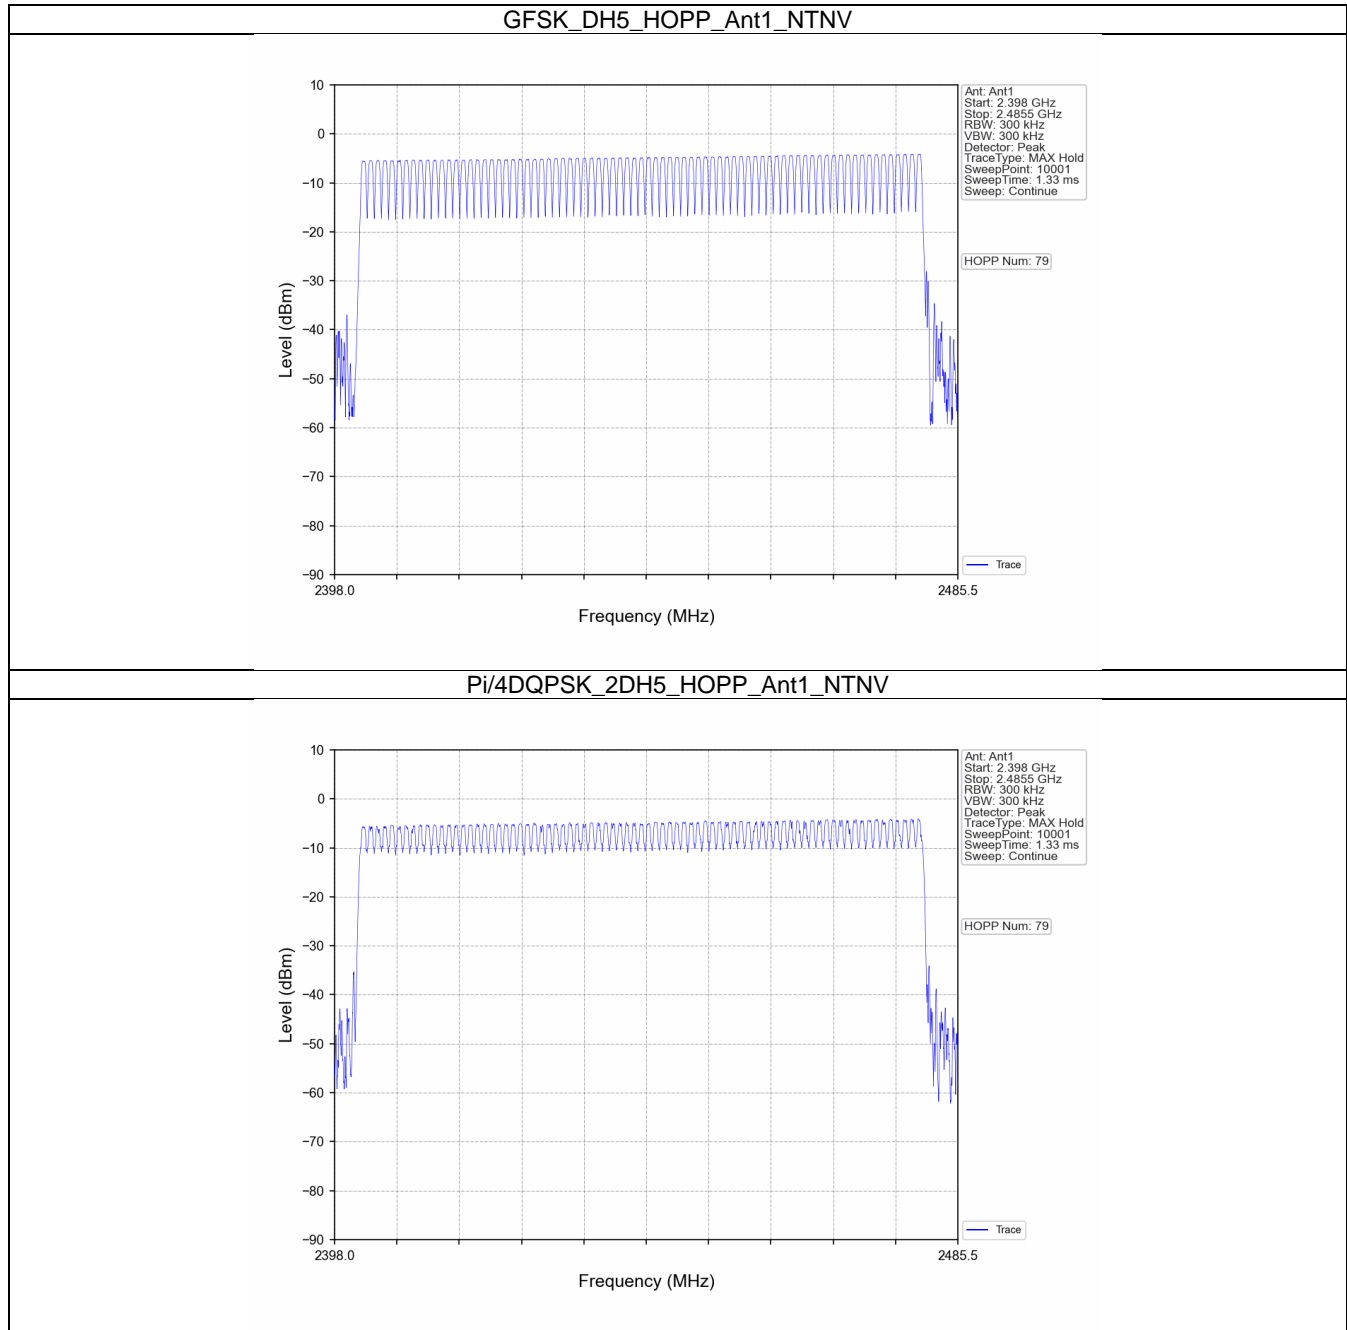 GFSK_DH5_HOPP_Ant1_NTNV
10
0
−10
−20
−30
−40
−50
−60
−70
−80
−90
Level (dBm)
2398.0
2485.5
Frequency (MHz)
Ant: Ant1
Start: 2.398 GHz
Stop: 2.4855 GHz
RBW: 300 kHz
VBW: 300 kHz
Detector: Peak
TraceType: MAX Hold
SweepPoint: 10001
SweepTime: 1.33 ms
Sweep: Continue
HOPP Num: 79
Trace
Pi/4DQPSK_2DH5_HOPP_Ant1_NTNV
10
0
−10
−20
−30
−40
−50
−60
−70
−80
−90
Level (dBm)
2398.0
2485.5
Frequency (MHz)
Ant: Ant1
Start: 2.398 GHz
Stop: 2.4855 GHz
RBW: 300 kHz
VBW: 300 kHz
Detector: Peak
TraceType: MAX Hold
SweepPoint: 10001
SweepTime: 1.33 ms
Sweep: Continue
HOPP Num: 79
Trace